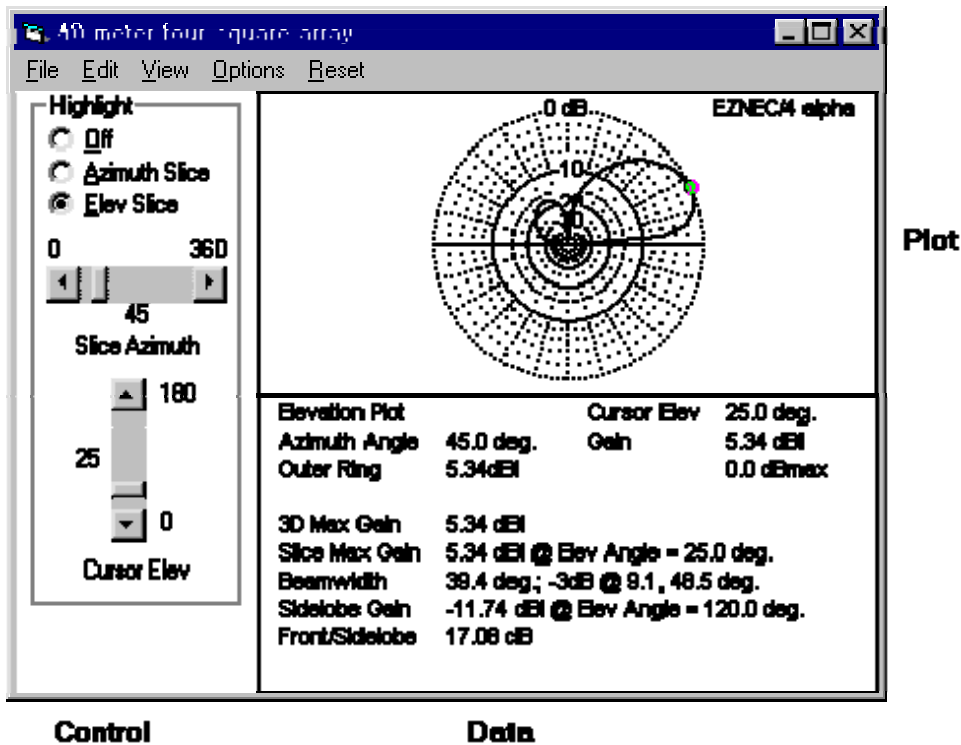 40 meter four square array
File Edit View Options Reset
Highlight
Off
Azimuth Slice
Elev Slice
0 360
45
Slice Azimuth
180
25
0
Cursor Elev
0 dB
EZNEC/4 alpha
-10
Plot
Elevation Plot Cursor Elev 25.0 deg.
Azimuth Angle 45.0 deg. Gain 5.34 dBi
Outer Ring 5.34dBi 0.0 dBmax
3D Max Gain 5.34 dBi
Slice Max Gain 5.34 dBi @ Elev Angle = 25.0 deg.
Beamwidth 39.4 deg.; -3dB @ 9.1, 48.5 deg.
Sidelobe Gain -11.74 dBi @ Elev Angle = 120.0 deg.
Front/Sidelobe 17.08 dB
Control Data